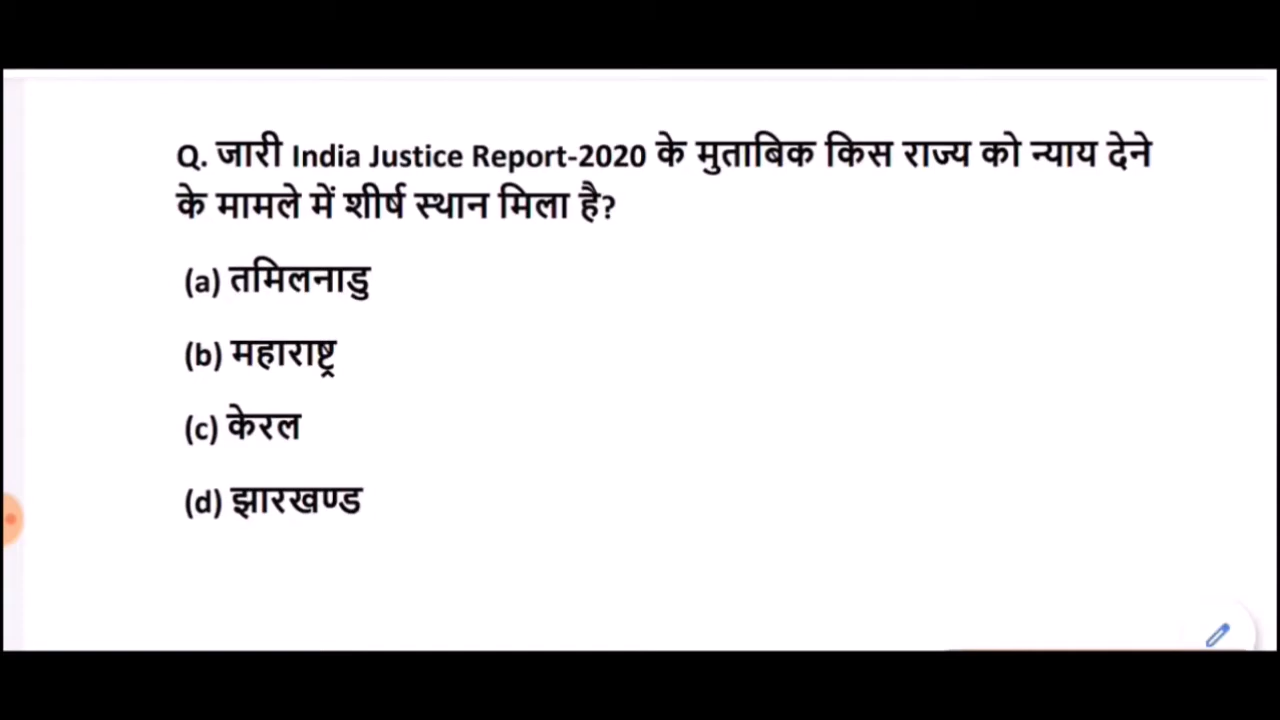 Q. जारी India Justice Report-2020 के मुताबिक किस राज्य को न्याय देने
के मामले में शीर्ष स्थान मिला है?
(a) तमिलनाडु
(b) महाराष्ट्र
(c) केरल
(d) झारखण्ड